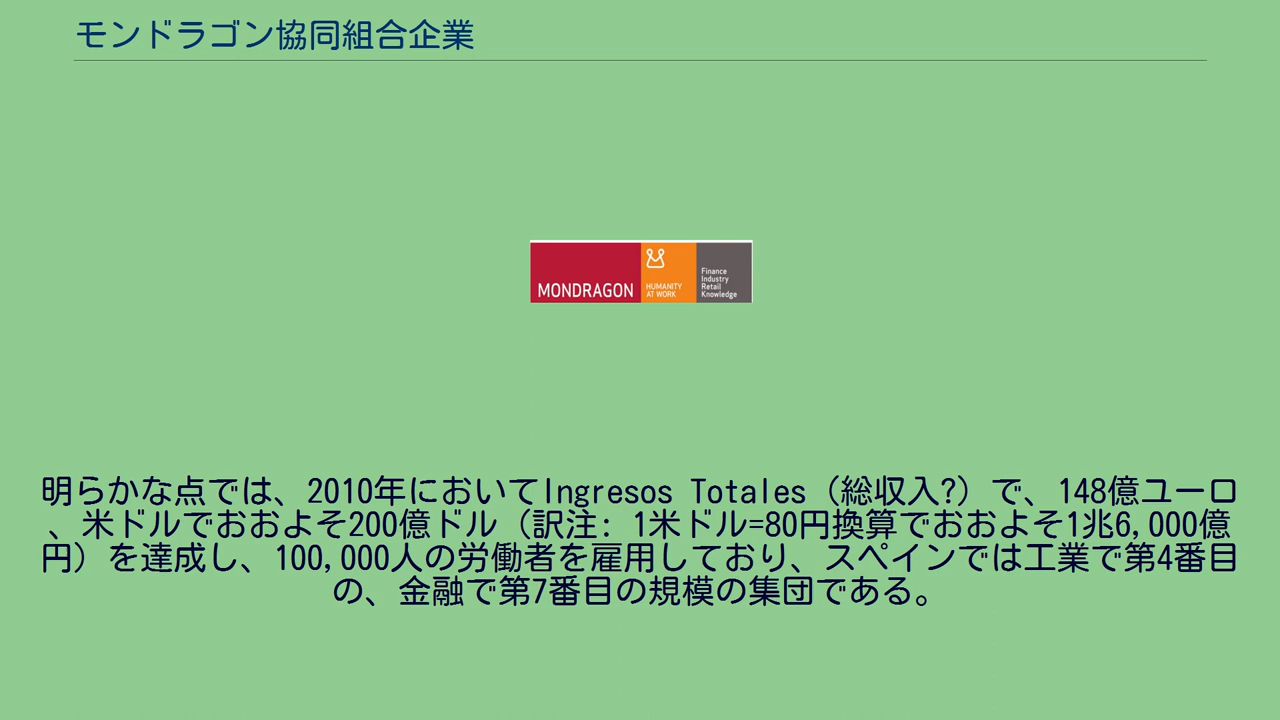 モンドラゴン協同組合企業
MONDRAGON
HUMANITY
AT WORK
Finance
Industry
Retail
Knowledge
明らかな点では、2010年においてIngresos Totales（総収入?）で、148億ユーロ
、米ドルでおおよそ200億ドル（訳注: 1米ドル=80円換算でおおよそ1兆6,000億
円）を達成し、100,000人の労働者を雇用しており、スペインでは工業で第4番目
の、金融で第7番目の規模の集団である。